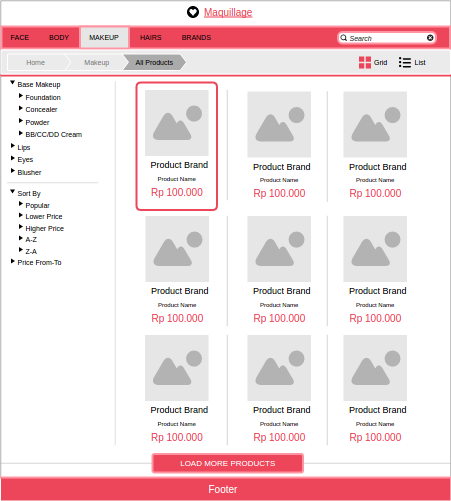 Maquillage
FACE BODY MAKEUP HAIRS BRANDS Search
Home Makeup All Products Grid List
Base Makeup
Foundation
Concealer
Powder
BB/CC/DD Cream
Lips
Eyes
Blusher
Sort By
Popular
Lower Price
Higher Price
A-Z
Z-A
Price From-To
Product Brand Product Brand Product Brand
Product Name Product Name Product Name
Rp 100.000 Rp 100.000 Rp 100.000
Product Brand Product Brand Product Brand
Product Name Product Name Product Name
Rp 100.000 Rp 100.000 Rp 100.000
Product Brand Product Brand Product Brand
Product Name Product Name Product Name
Rp 100.000 Rp 100.000 Rp 100.000
LOAD MORE PRODUCTS
Footer